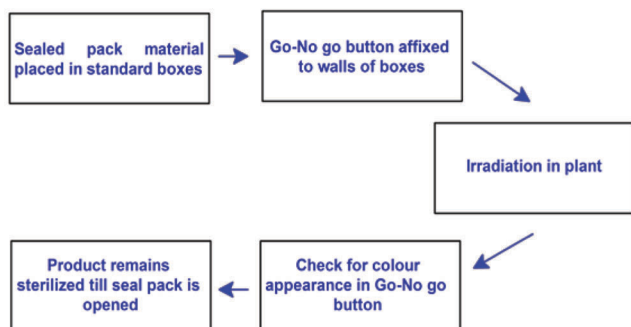 Sealed pack material
placed in standard boxes
Go-No go button affixed
to walls of boxes
Irradiation in plant
Check for colour
appearance in Go-No go
button
Product remains
sterilized till seal pack is
opened